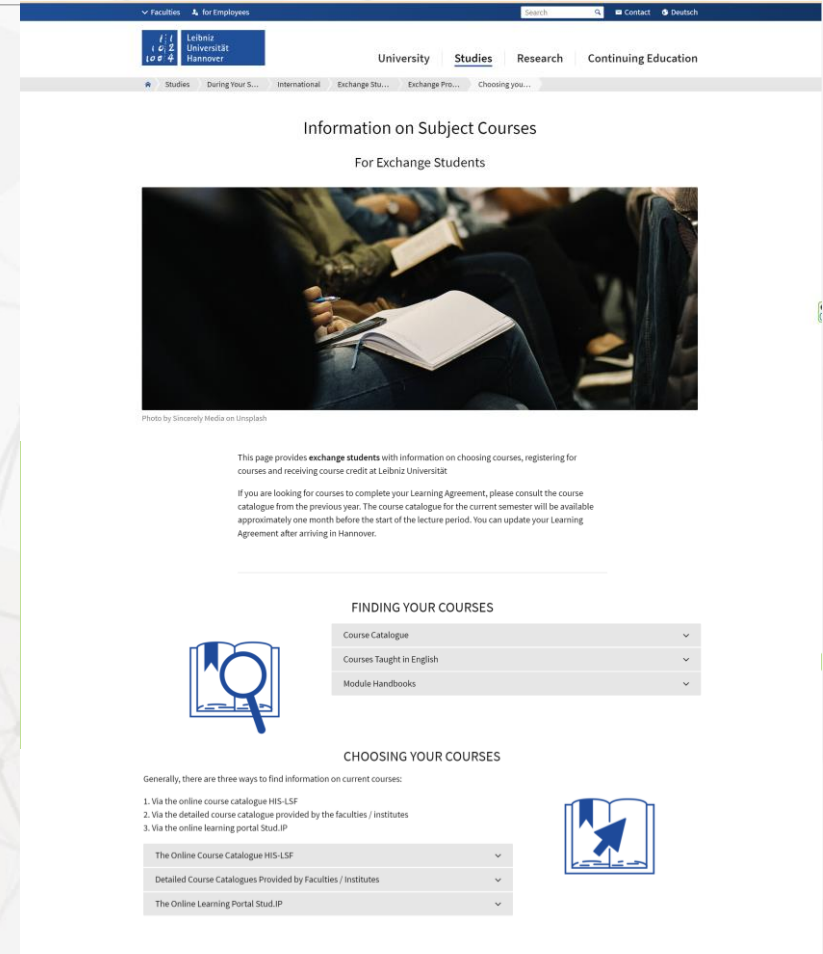 Faculties for Employees Search Contact Deutsch
Leibniz
Universität
Hannover
University Studies Research Continuing Education
Studies During Your S... International Exchange Stu... Exchange Pro... Choosing you...
Information on Subject Courses
For Exchange Students
Photo by Sincerely Media on Unsplash
This page provides exchange students with information on choosing courses, registering for
courses and receiving course credit at Leibniz Universität
If you are looking for courses to complete your Learning Agreement, please consult the course
catalogue from the previous year. The course catalogue for the current semester will be available
approximately one month before the start of the lecture period. You can update your Learning
Agreement after arriving in Hannover.
FINDING YOUR COURSES
Course Catalogue
Courses Taught in English
Module Handbooks
CHOOSING YOUR COURSES
Generally, there are three ways to find information on current courses:
1. Via the online course catalogue HIS-LSF
2. Via the detailed course catalogue provided by the faculties / institutes
3. Via the online learning portal Stud.IP
The Online Course Catalogue HIS-LSF
Detailed Course Catalogues Provided by Faculties / Institutes
The Online Learning Portal Stud.IP